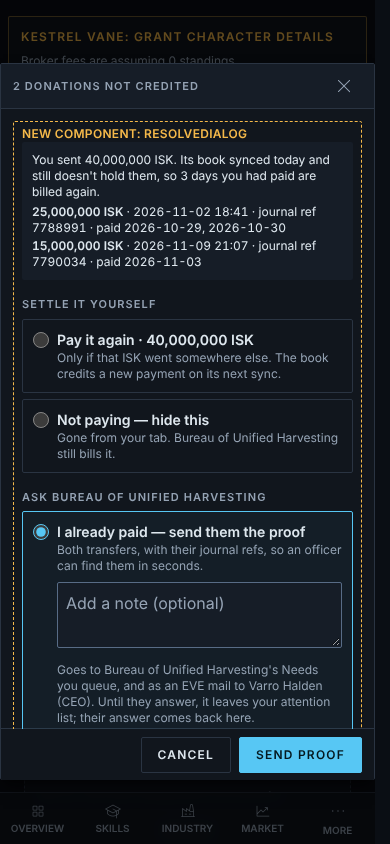 KESTREL VANE: GRANT CHARACTER DETAILS
Broker fees are assuming 0 standings
2 DONATIONS NOT CREDITED
NEW COMPONENT: RESOLVEDIALOG
You sent 40,000,000 ISK. Its book synced today and
still doesn't hold them, so 3 days you had paid are
billed again.
25,000,000 ISK · 2026-11-02 18:41 · journal ref
7788991 · paid 2026-10-29, 2026-10-30
15,000,000 ISK · 2026-11-09 21:07 · journal ref
7790034 · paid 2026-11-03
SETTLE IT YOURSELF
Pay it again · 40,000,000 ISK
Only if that ISK went somewhere else. The book
credits a new payment on its next sync.
Not paying — hide this
Gone from your tab. Bureau of Unified Harvesting
still bills it.
ASK BUREAU OF UNIFIED HARVESTING
I already paid — send them the proof
Both transfers, with their journal refs, so an officer
can find them in seconds.
Add a note (optional)
Goes to Bureau of Unified Harvesting's Needs
you queue, and as an EVE mail to Varro Halden
(CEO). Until they answer, it leaves your attention
list; their answer comes back here.
CANCEL
SEND PROOF
OVERVIEW
SKILLS
INDUSTRY
MARKET
MORE